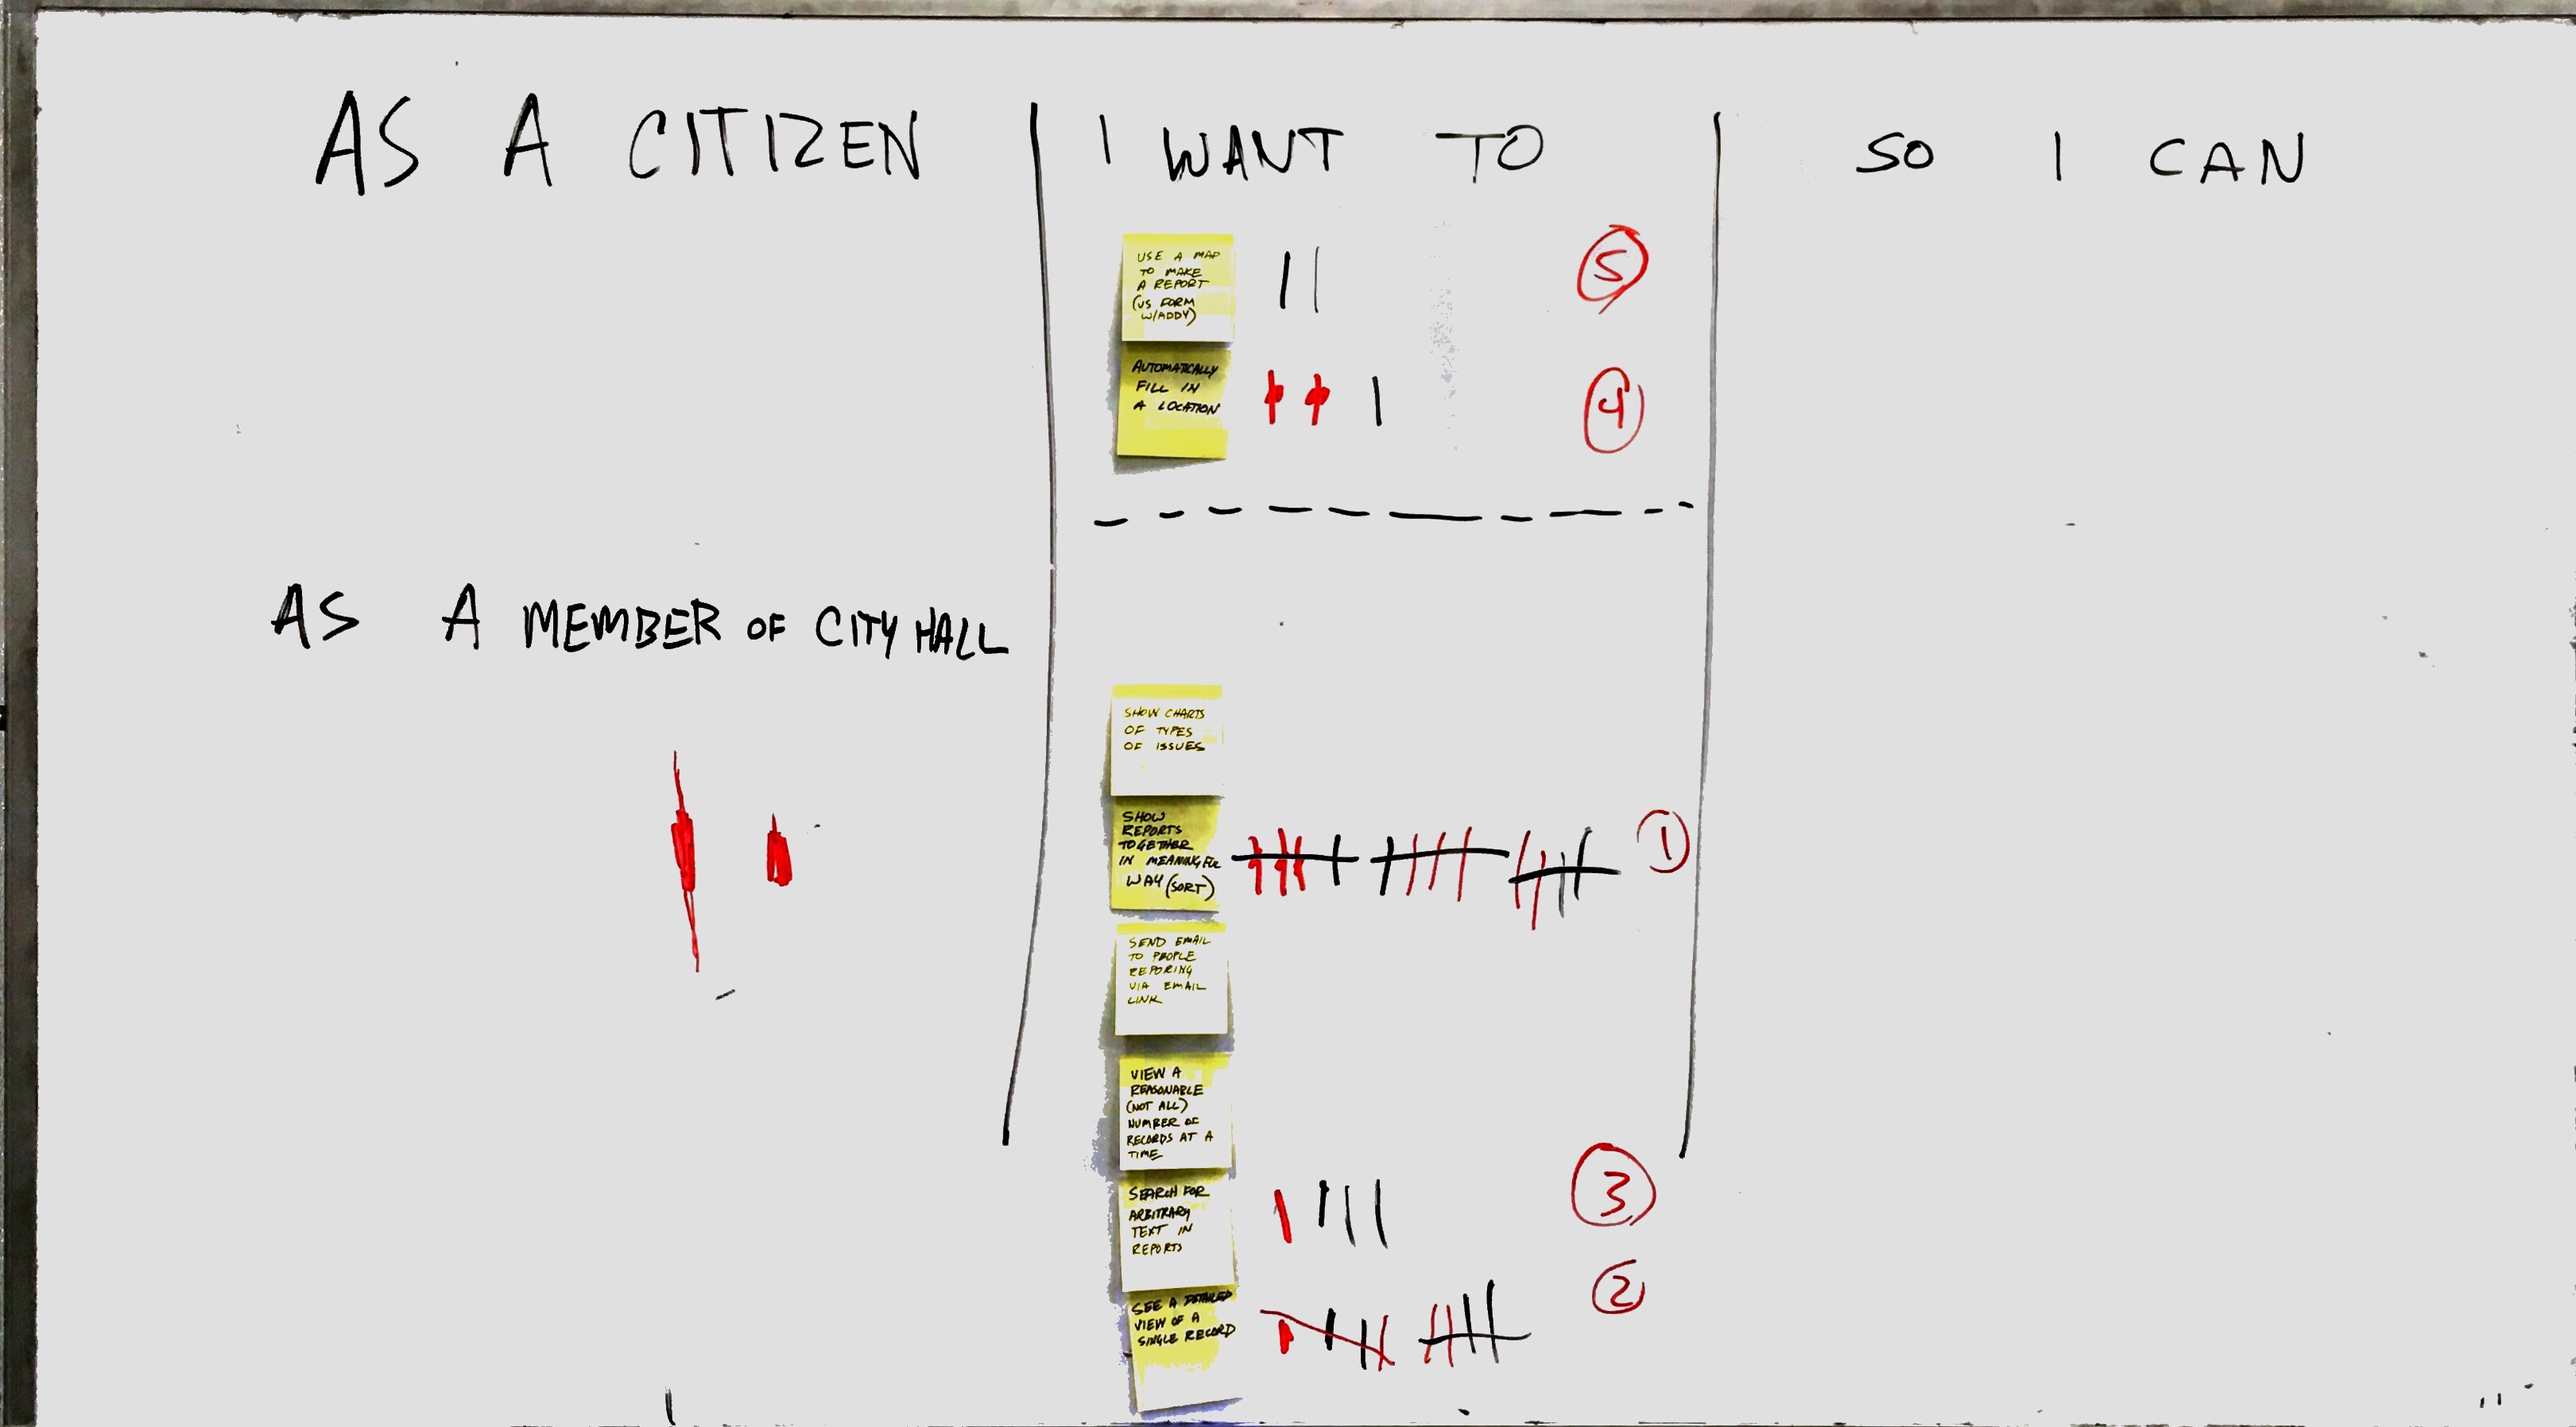 AS A CITIZEN
I WANT TO
SO I CAN
USE A MAP
TO MAKE
A REPORT
(VS FORM
W/ADDY)
5
AUTOMATICALLY
FILL IN
A LOCATION
4
AS A MEMBER OF CITY HALL
SHOW CHARTS
OF TYPES
OF ISSUES
SHOW
REPORTS
TOGETHER
IN MEANINGFUL
WAY (SORT)
1
SEND EMAIL
TO PEOPLE
REPORING
VIA EMAIL
LINK
VIEW A
REASONABLE
(NOT ALL)
NUMBER OF
RECORDS AT A
TIME
SEARCH FOR
ARBITRARY
TEXT IN
REPORTS
3
SEE A DETAILED
VIEW OF A
SINGLE RECORD
2